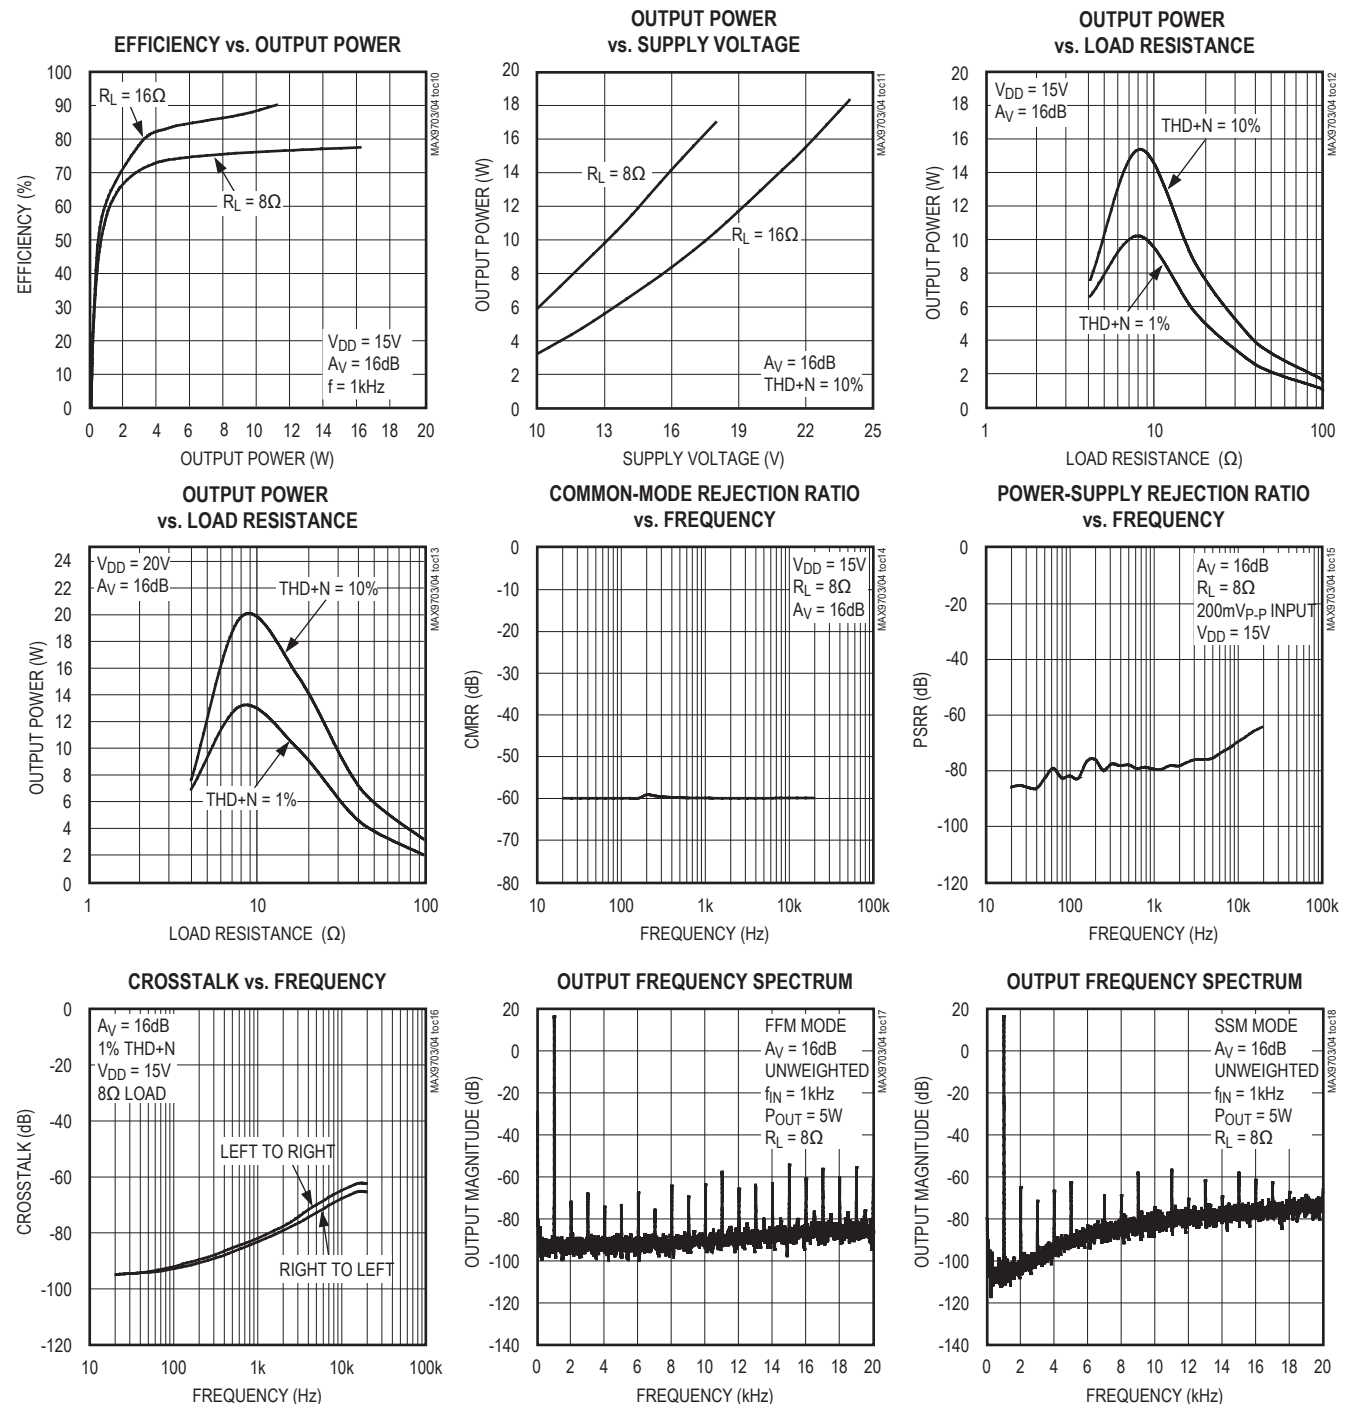 EFFICIENCY vs. OUTPUT POWER
100
90
80
70
60
50
40
30
20
10
0
EFFICIENCY (%)
RL = 16Ω
RL = 8Ω
VDD = 15V
AV = 16dB
f = 1kHz
0 2 4 6 8 10 12 14 16 18 20
OUTPUT POWER (W)
MAX9703/04 toc10
OUTPUT POWER
vs. SUPPLY VOLTAGE
20
18
16
14
12
10
8
6
4
2
0
OUTPUT POWER (W)
RL = 8Ω
RL = 16Ω
AV = 16dB
THD+N = 10%
10 13 16 19 22 25
SUPPLY VOLTAGE (V)
MAX9703/04 toc11
OUTPUT POWER
vs. LOAD RESISTANCE
20
18
16
14
12
10
8
6
4
2
0
OUTPUT POWER (W)
VDD = 15V
AV = 16dB
THD+N = 10%
THD+N = 1%
1 10 100
LOAD RESISTANCE (Ω)
MAX9703/04 toc12
OUTPUT POWER
vs. LOAD RESISTANCE
24
22
20
18
16
14
12
10
8
6
4
2
0
OUTPUT POWER (W)
VDD = 20V
AV = 16dB
THD+N = 10%
THD+N = 1%
1 10 100
LOAD RESISTANCE (Ω)
MAX9703/04 toc13
COMMON-MODE REJECTION RATIO
vs. FREQUENCY
0
-10
-20
-30
-40
-50
-60
-70
-80
CMRR (dB)
VDD = 15V
RL = 8Ω
AV = 16dB
10 100 1k 10k 100k
FREQUENCY (Hz)
MAX9703/04 toc14
POWER-SUPPLY REJECTION RATIO
vs. FREQUENCY
0
-20
-40
-60
-80
-100
-120
PSRR (dB)
AV = 16dB
RL = 8Ω
200mVP-P INPUT
VDD = 15V
10 100 1k 10k 100k
FREQUENCY (Hz)
MAX9703/04 toc15
CROSSTALK vs. FREQUENCY
0
-20
-40
-60
-80
-100
-120
CROSSTALK (dB)
AV = 16dB
1% THD+N
VDD = 15V
8Ω LOAD
LEFT TO RIGHT
RIGHT TO LEFT
10 100 1k 10k 100k
FREQUENCY (Hz)
MAX9703/04 toc16
OUTPUT FREQUENCY SPECTRUM
20
0
-20
-40
-60
-80
-100
-120
-140
OUTPUT MAGNITUDE (dB)
FFM MODE
AV = 16dB
UNWEIGHTED
fIN = 1kHz
POUT = 5W
RL = 8Ω
0 2 4 6 8 10 12 14 16 18 20
FREQUENCY (kHz)
MAX9703/04 toc17
OUTPUT FREQUENCY SPECTRUM
20
0
-20
-40
-60
-80
-100
-120
-140
OUTPUT MAGNITUDE (dB)
SSM MODE
AV = 16dB
UNWEIGHTED
fIN = 1kHz
POUT = 5W
RL = 8Ω
0 2 4 6 8 10 12 14 16 18 20
FREQUENCY (kHz)
MAX9703/04 toc18